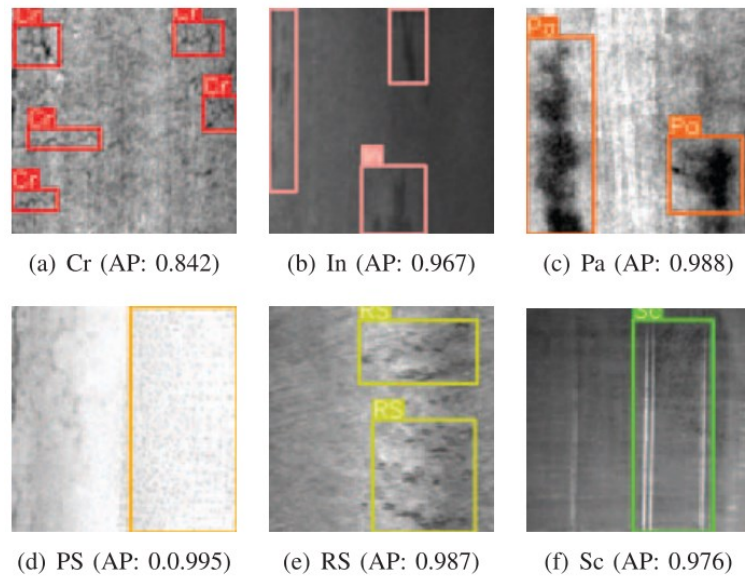 Cr
Cr
Cr
Cr
Cr
Pa
Pa
(a) Cr (AP: 0.842)
(b) In (AP: 0.967)
(c) Pa (AP: 0.988)
RS
Sc
RS
(d) PS (AP: 0.0.995)
(e) RS (AP: 0.987)
(f) Sc (AP: 0.976)